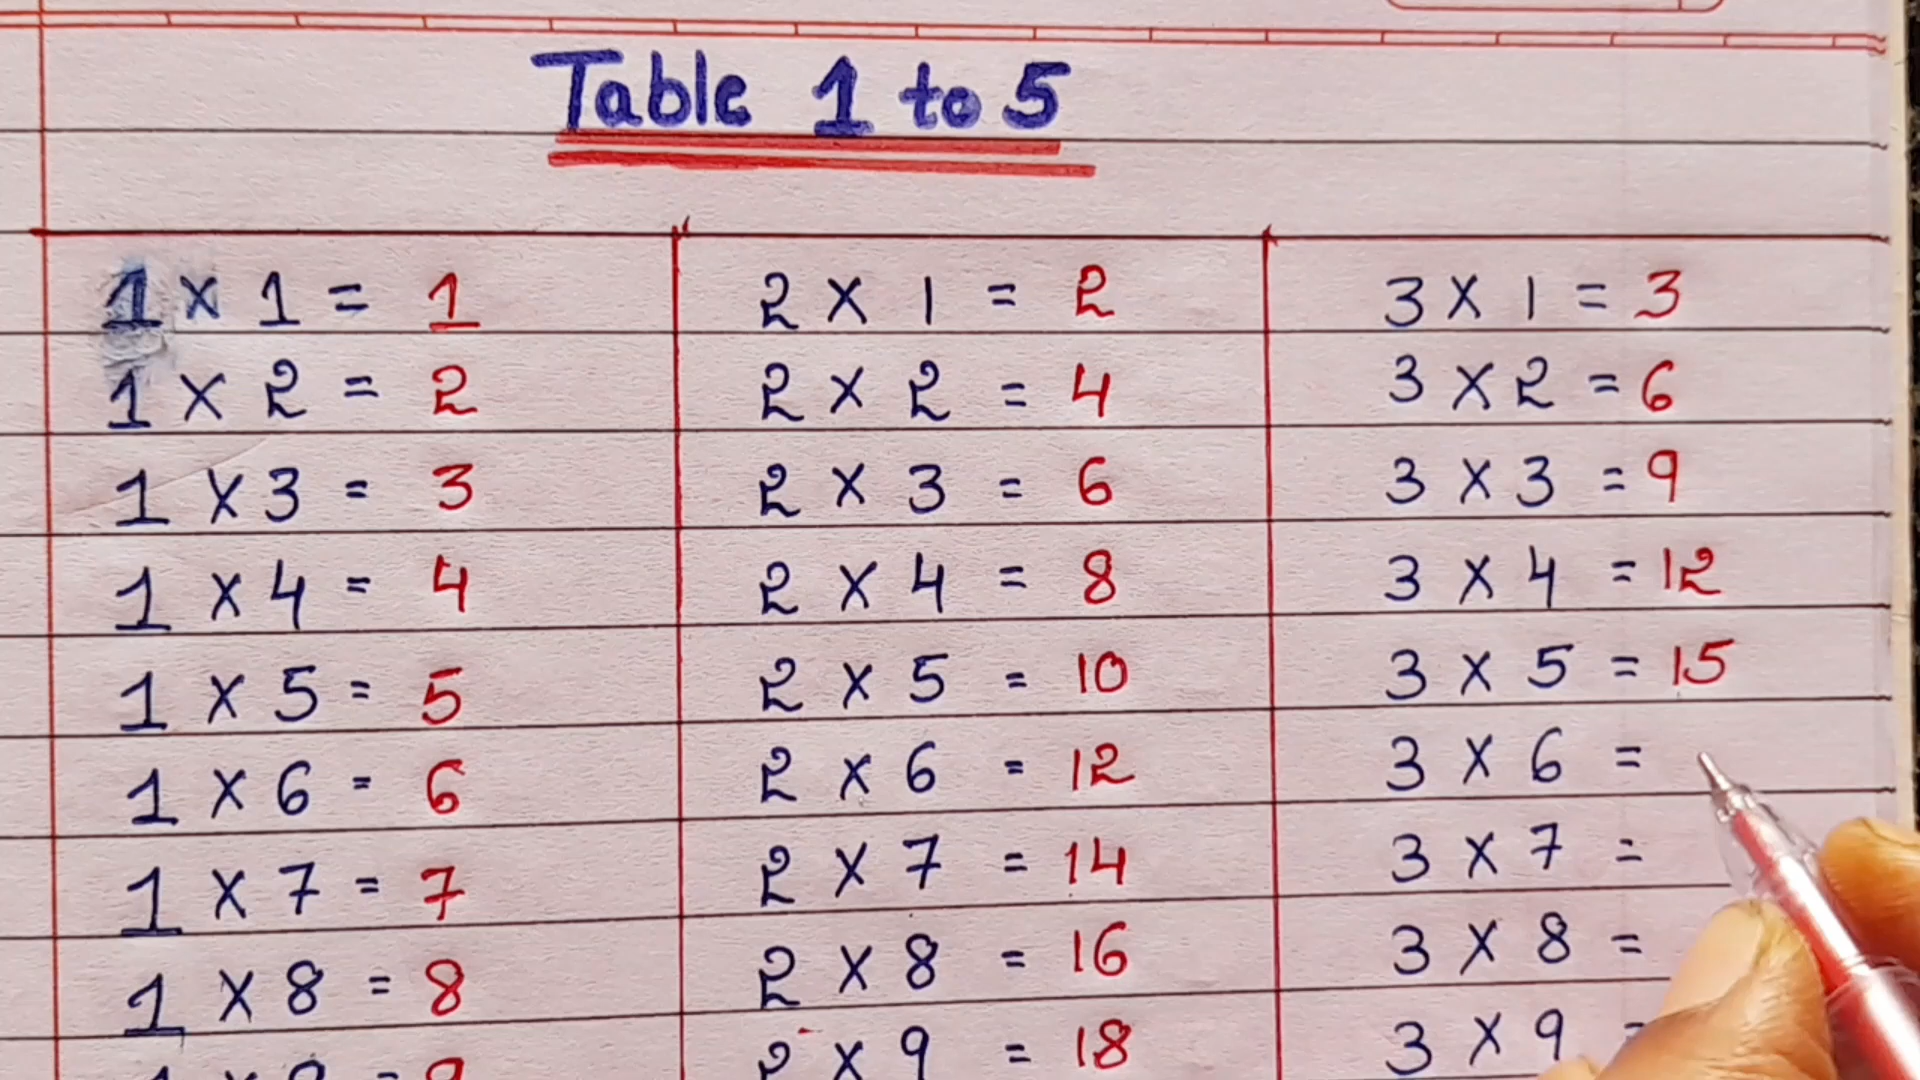 Table 1 to 5
1 x 1 = 1
1 x 2 = 2
1 x 3 = 3
1 x 4 = 4
1 x 5 = 5
1 x 6 = 6
1 x 7 = 7
1 x 8 = 8
2 x 1 = 2
2 x 2 = 4
2 x 3 = 6
2 x 4 = 8
2 x 5 = 10
2 x 6 = 12
2 x 7 = 14
2 x 8 = 16
2 x 9 = 18
3 x 1 = 3
3 x 2 = 6
3 x 3 = 9
3 x 4 = 12
3 x 5 = 15
3 x 6 =
3 x 7 =
3 x 8 =
3 x 9 =